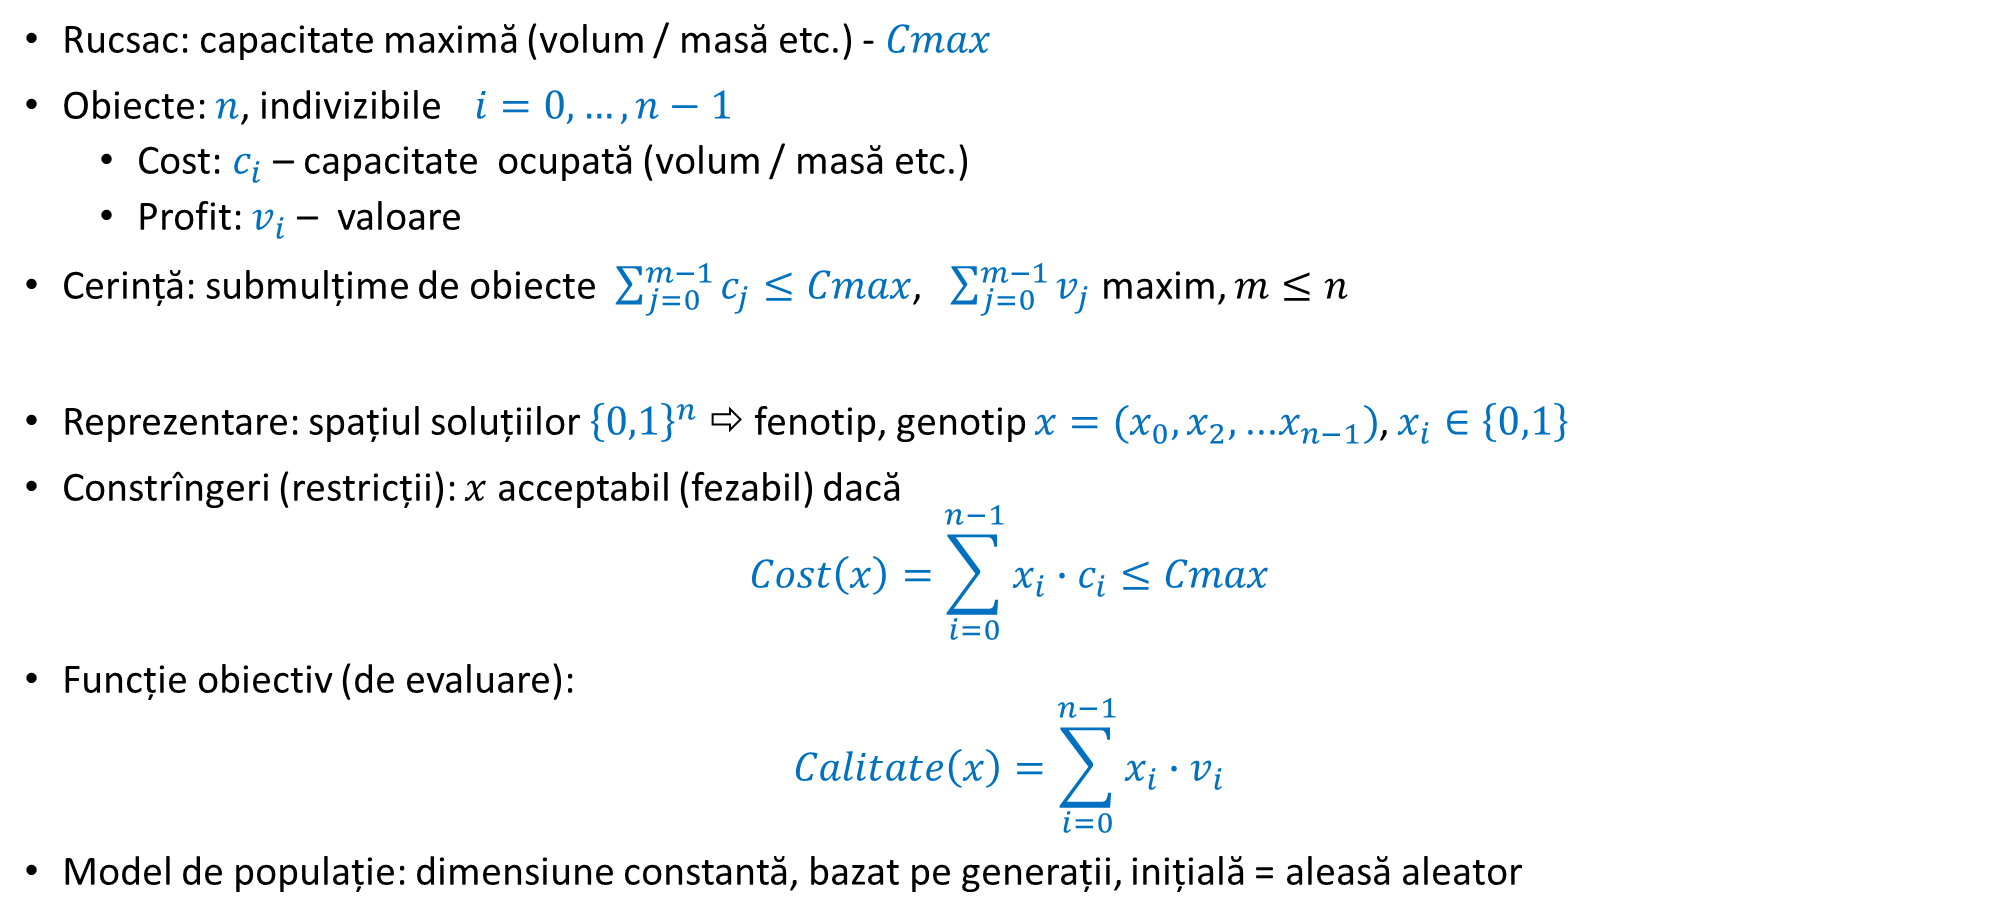 • Rucsac: capacitate maximă (volum / masă etc.) - Cmax
• Obiecte: n, indivizibile i = 0, … , n − 1
• Cost: c_i – capacitate ocupată (volum / masă etc.)
• Profit: v_i – valoare
• Cerință: submulțime de obiecte ∑_{j=0}^{m−1} c_j ≤ Cmax, ∑_{j=0}^{m−1} v_j maxim, m ≤ n
• Reprezentare: spațiul soluțiilor {0,1}^n ⇨ fenotip, genotip x = (x_0, x_2, … x_{n−1}), x_i ∈ {0,1}
• Constrîngeri (restricții): x acceptabil (fezabil) dacă
Cost(x) = ∑_{i=0}^{n−1} x_i · c_i ≤ Cmax
• Funcție obiectiv (de evaluare):
Calitate(x) = ∑_{i=0}^{n−1} x_i · v_i
• Model de populație: dimensiune constantă, bazat pe generații, inițială = aleasă aleator